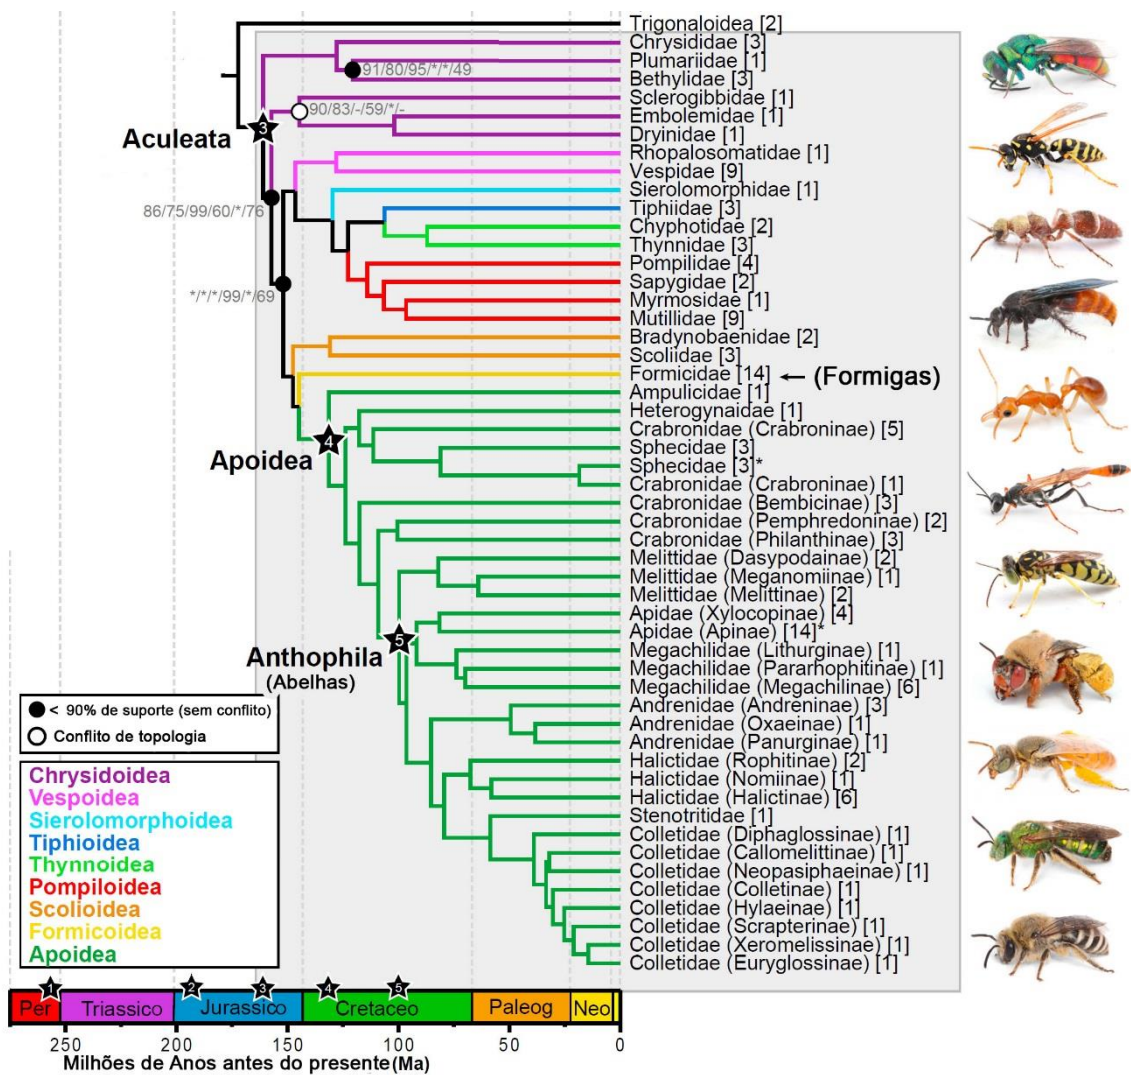 Trigonaloidea [2]
Chrysididae [3]
Plumariidae [1]
91/80/95/*/*/49
Bethylidae [3]
Sclerogibbidae [1]
90/83/-/59/*/-
Embolemidae [1]
Aculeata
3
Dryinidae [1]
Rhopalosomatidae [1]
Vespidae [9]
Sierolomorphidae [1]
86/75/99/60/*/76
Tiphiidae [3]
Chyphotidae [2]
Thynnidae [3]
Pompilidae [4]
Sapygidae [2]
*/*/*/99/*/69
Myrmosidae [1]
Mutillidae [9]
Bradynobaenidae [2]
Scoliidae [3]
Formicidae [14] ← (Formigas)
Ampulicidae [1]
Heterogynaidae [1]
Crabronidae (Crabroninae) [5]
4
Sphecidae [3]
Apoidea
Sphecidae [3]*
Crabronidae (Crabroninae) [1]
Crabronidae (Bembicinae) [3]
Crabronidae (Pemphredoninae) [2]
Crabronidae (Philanthinae) [3]
Melittidae (Dasypodainae) [2]
Melittidae (Meganomiinae) [1]
Melittidae (Melittinae) [2]
Apidae (Xylocopinae) [4]
Apidae (Apinae) [14]*
5
Anthophila
(Abelhas)
Megachilidae (Lithurginae) [1]
Megachilidae (Pararhophitinae) [1]
Megachilidae (Megachilinae) [6]
Andrenidae (Andreninae) [3]
Andrenidae (Oxaeinae) [1]
Andrenidae (Panurginae) [1]
Halictidae (Rophitinae) [2]
Halictidae (Nomiinae) [1]
Halictidae (Halictinae) [6]
Stenotritidae [1]
Colletidae (Diphaglossinae) [1]
Colletidae (Callomelittinae) [1]
Colletidae (Neopasiphaeinae) [1]
Colletidae (Colletinae) [1]
Colletidae (Hylaeinae) [1]
Colletidae (Scrapterinae) [1]
Colletidae (Xeromelissinae) [1]
Colletidae (Euryglossinae) [1]
< 90% de suporte (sem conflito)
Conflito de topologia
Chrysidoidea
Vespoidea
Sierolomorphoidea
Tiphioidea
Thynnoidea
Pompiloidea
Scolioidea
Formicoidea
Apoidea
1 2 3 4 5
Per Triassico Jurassico Cretaceo Paleog Neo
250 200 150 100 50 0
Milhões de Anos antes do presente (Ma)